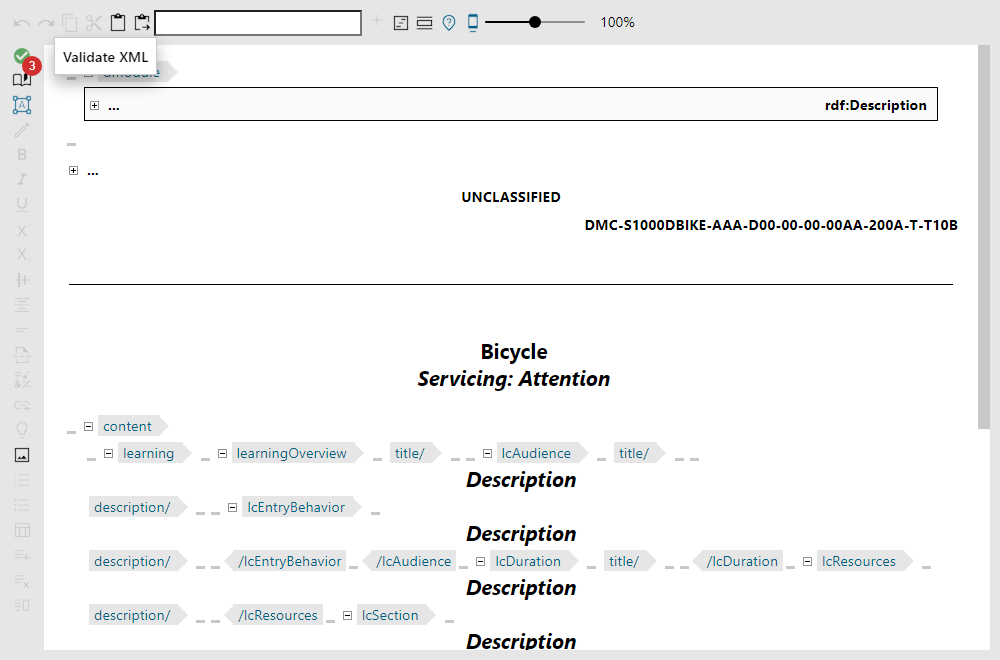 100%
Validate XML
3
dmodule
... rdf:Description
...
UNCLASSIFIED
DMC-S1000DBIKE-AAA-D00-00-00-00AA-200A-T-T10B
Bicycle
Servicing: Attention
content
learning learningOverview title/ lcAudience title/
Description
description/ lcEntryBehavior
Description
description/ /lcEntryBehavior /lcAudience lcDuration title/ /lcDuration lcResources
Description
description/ /lcResources lcSection
Description